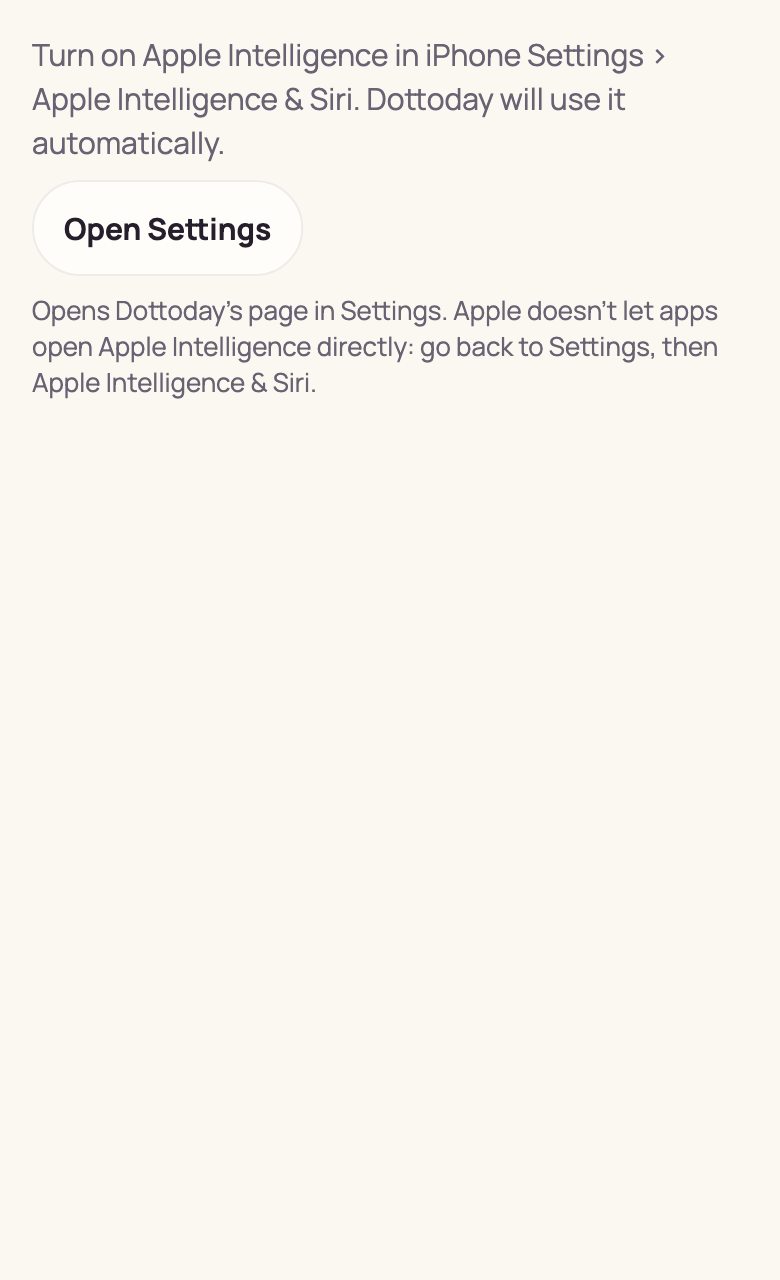 Turn on Apple Intelligence in iPhone Settings >
Apple Intelligence & Siri. Dottoday will use it
automatically.
Open Settings
Opens Dottoday’s page in Settings. Apple doesn’t let apps
open Apple Intelligence directly: go back to Settings, then
Apple Intelligence & Siri.